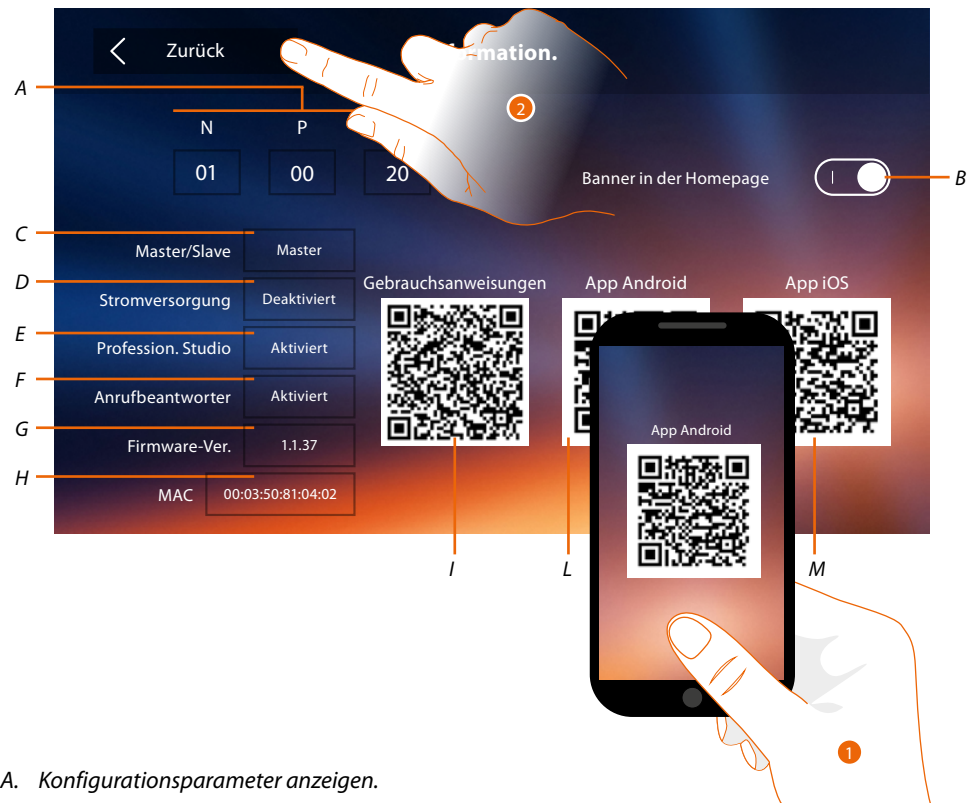 Zurück
mation.
2
A
N P
01 00 20
Banner in der Homepage
B
C
Master/Slave Master
D
Stromversorgung Deaktiviert
E
Profession. Studio Aktiviert
F
Anrufbeantworter Aktiviert
G
Firmware-Ver. 1.1.37
H
MAC 00:03:50:81:04:02
Gebrauchsanweisungen App Android App iOS
App Android
I L M
1
A. Konfigurationsparameter anzeigen.